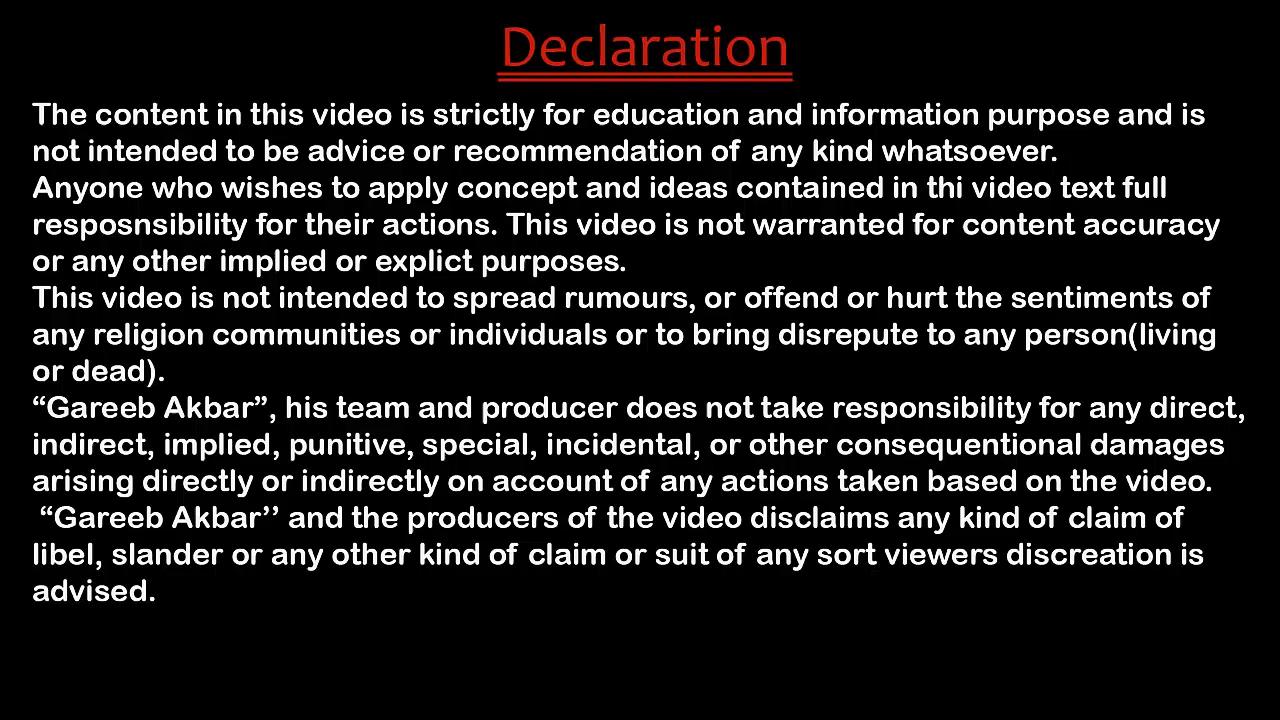 Declaration
The content in this video is strictly for education and information purpose and is
not intended to be advice or recommendation of any kind whatsoever.
Anyone who wishes to apply concept and ideas contained in thi video text full
resposnsibility for their actions. This video is not warranted for content accuracy
or any other implied or explict purposes.
This video is not intended to spread rumours, or offend or hurt the sentiments of
any religion communities or individuals or to bring disrepute to any person(living
or dead).
“Gareeb Akbar”, his team and producer does not take responsibility for any direct,
indirect, implied, punitive, special, incidental, or other consequentional damages
arising directly or indirectly on account of any actions taken based on the video.
“Gareeb Akbar’’ and the producers of the video disclaims any kind of claim of
libel, slander or any other kind of claim or suit of any sort viewers discreation is
advised.